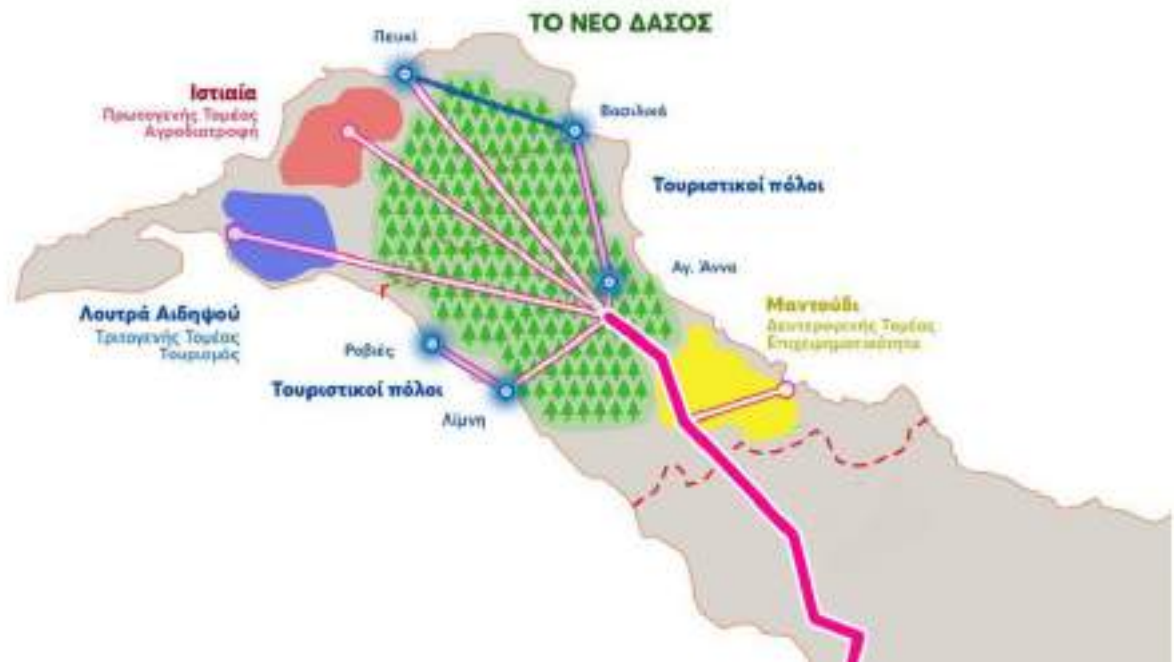 ΤΟ ΝΕΟ ΔΑΣΟΣ
Πευκί
Ιστιαία
Πρωτογενής Τομέας
Αγροδιατροφή
Βασιλικά
Τουριστικοί πόλοι
Αγ. Άννα
Μαντούδι
Δευτερογενής Τομέας
Επιχειρηματικότητα
Λουτρά Αιδηψού
Τριτογενής Τομέας
Τουρισμός
r
Ροβιές
Τουριστικοί πόλοι
Λίμνη